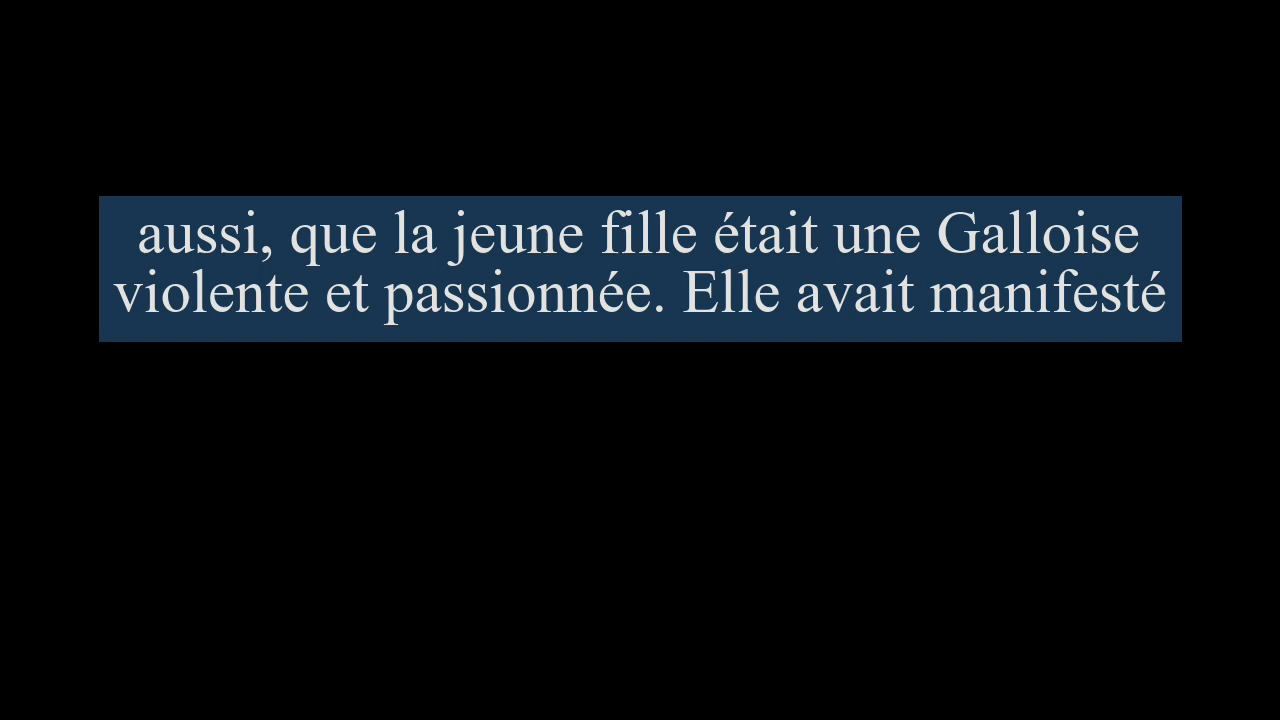 aussi, que la jeune fille était une Galloise
violente et passionnée. Elle avait manifesté